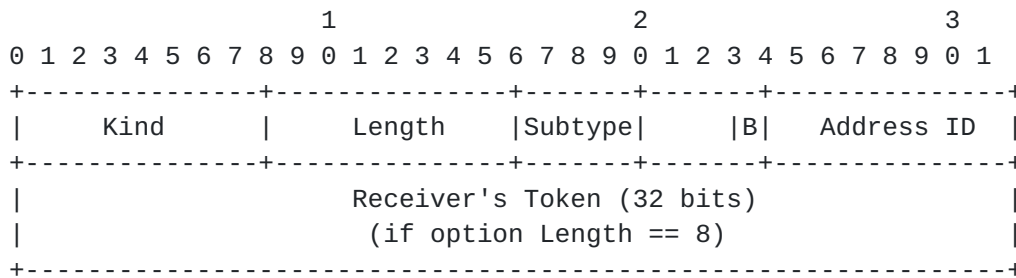 1                   2                   3
0 1 2 3 4 5 6 7 8 9 0 1 2 3 4 5 6 7 8 9 0 1 2 3 4 5 6 7 8 9 0 1
+---------------+---------------+-------+-------+---------------+
|     Kind      |     Length    |Subtype|     |B|   Address ID  |
+---------------+---------------+-------+-------+---------------+
|                     Receiver's Token (32 bits)                |
|                      (if option Length == 8)                  |
+---------------------------------------------------------------+